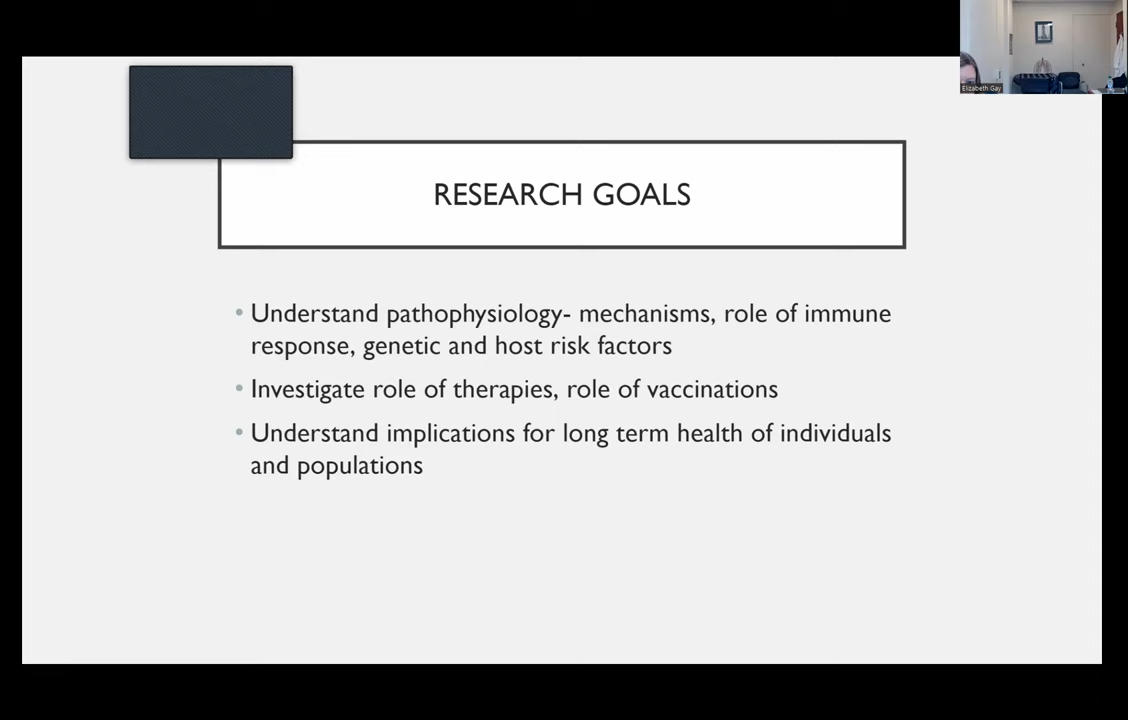 Elizabeth Gay
RESEARCH GOALS
• Understand pathophysiology- mechanisms, role of immune
response, genetic and host risk factors
• Investigate role of therapies, role of vaccinations
• Understand implications for long term health of individuals
and populations